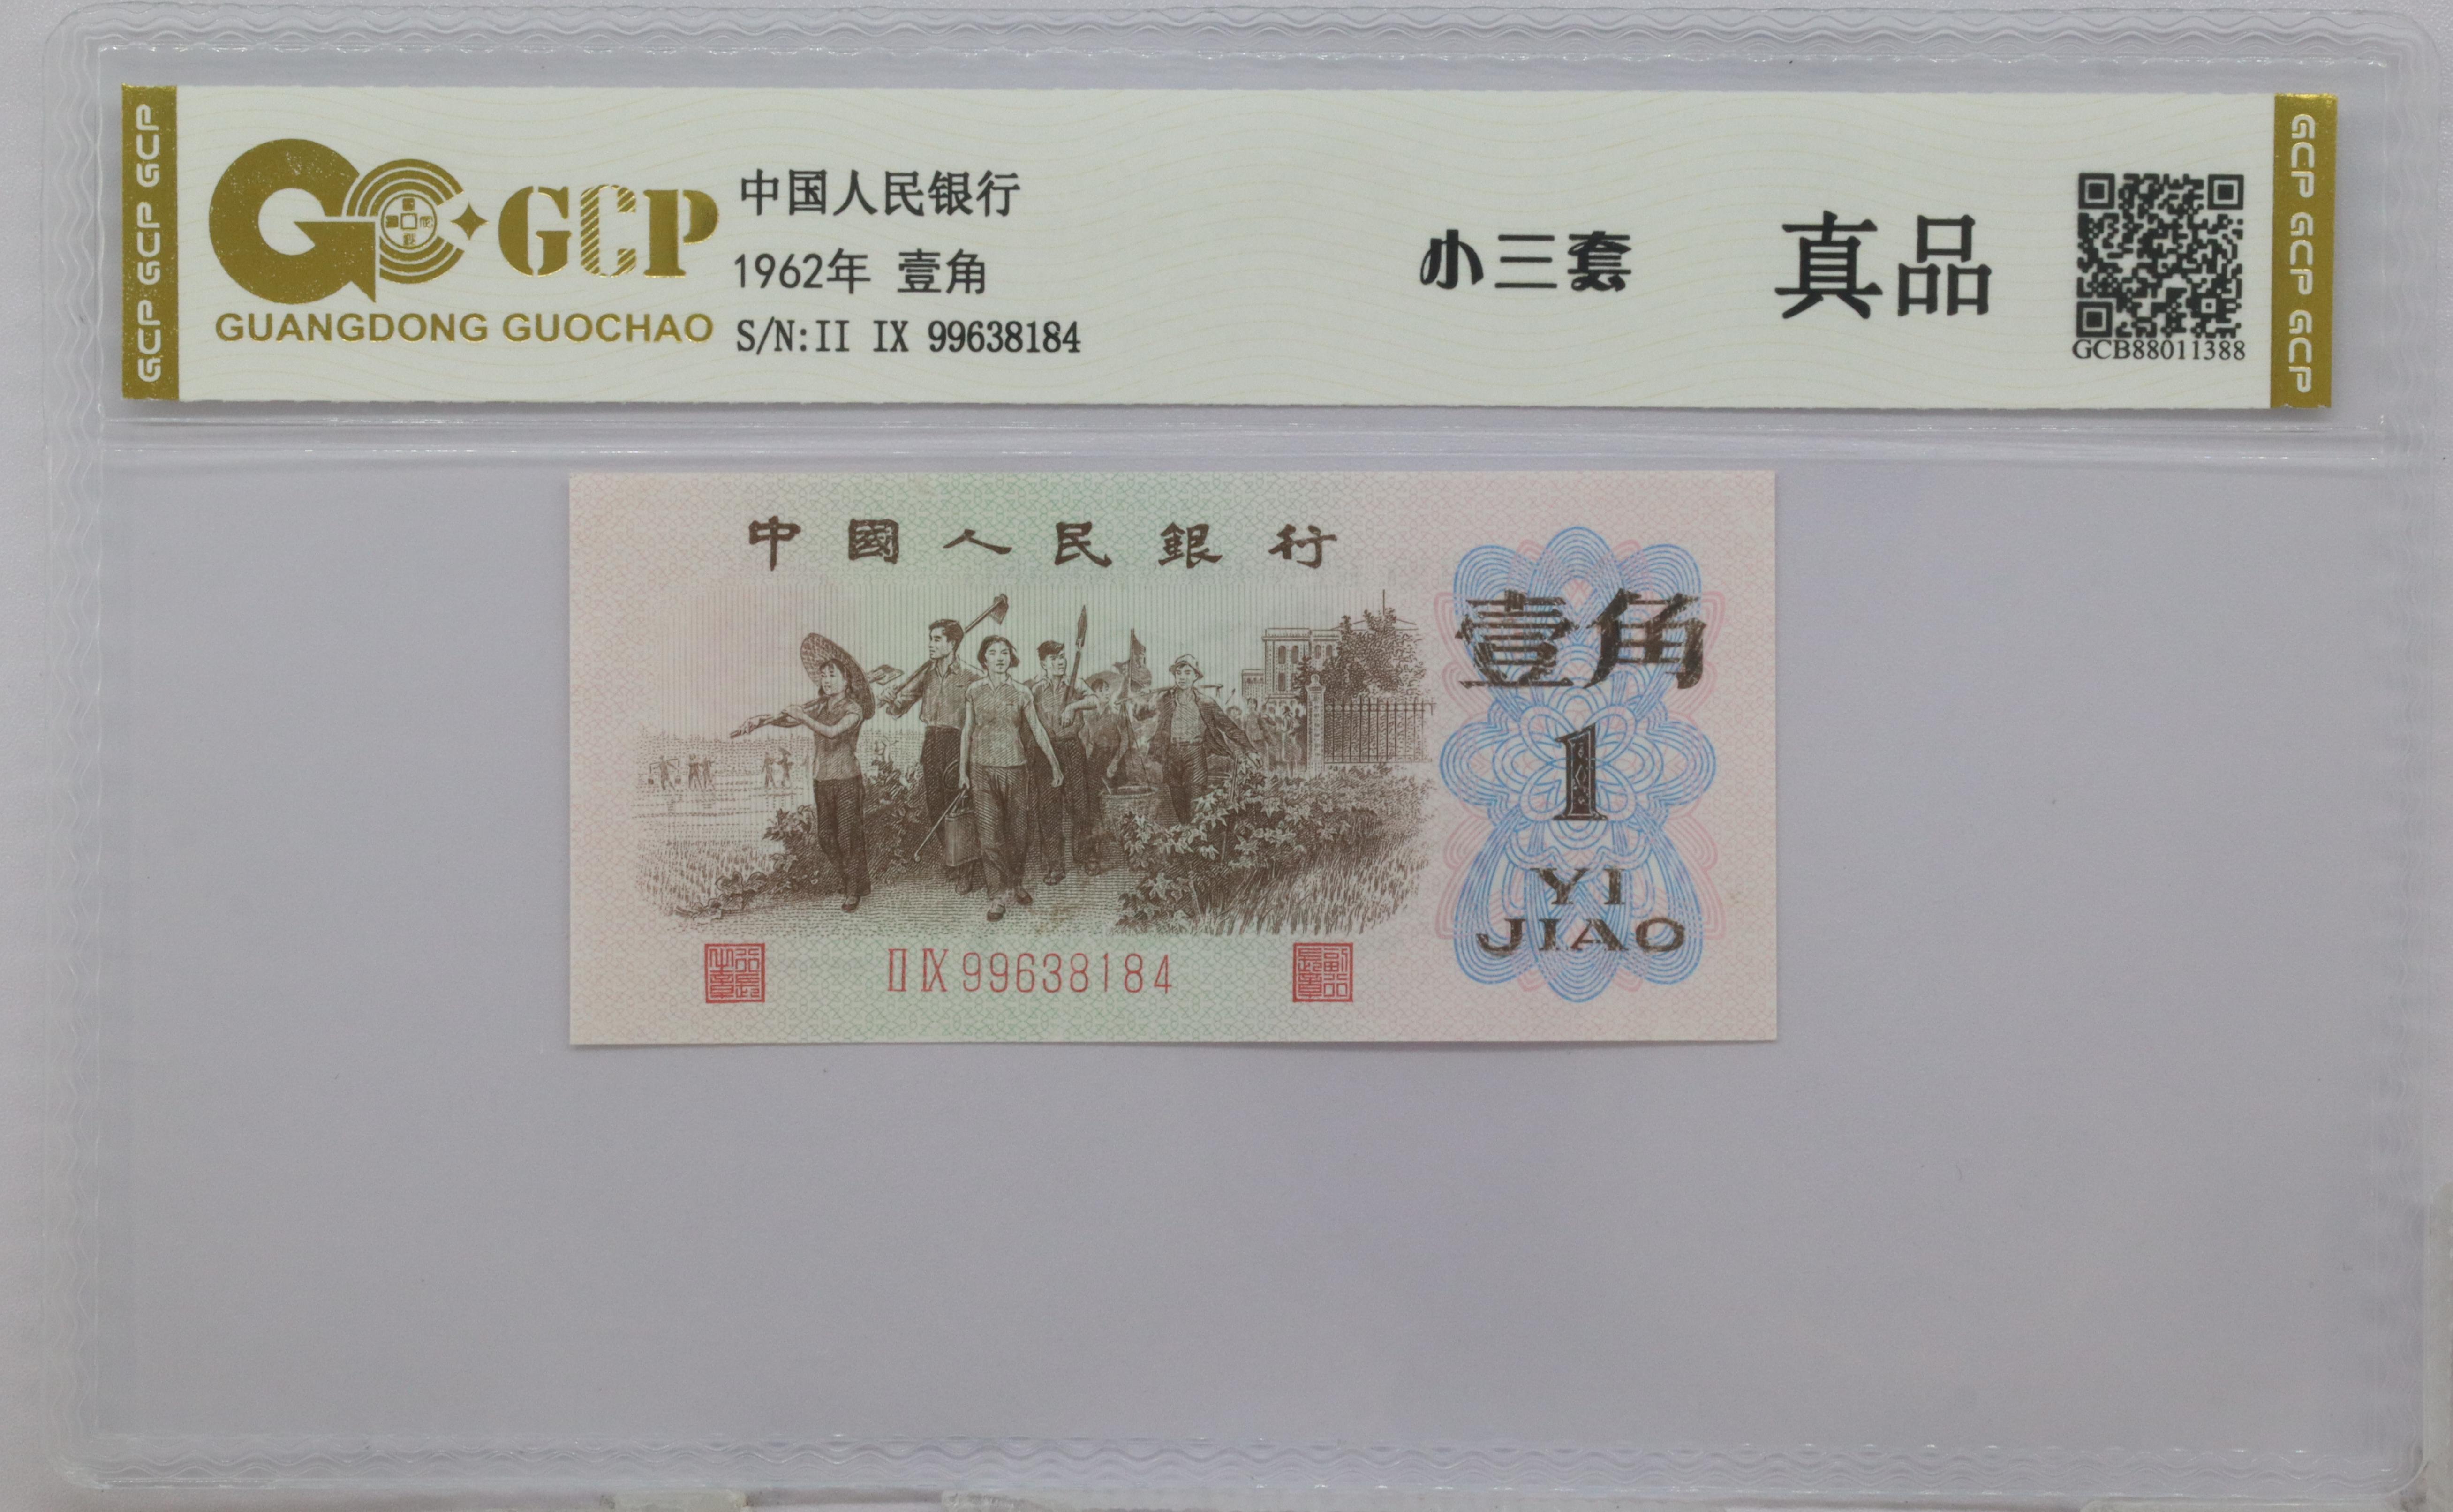 GCP GCP GCP
GCP
GUANGDONG GUOCHAO
中国人民银行
1962年 壹角
S/N:II IX 99638184
小三套
真品
GCB88011388
GCP GCP GCP
中國人民銀行
壹角
1
YI
JIAO
II IX 99638184